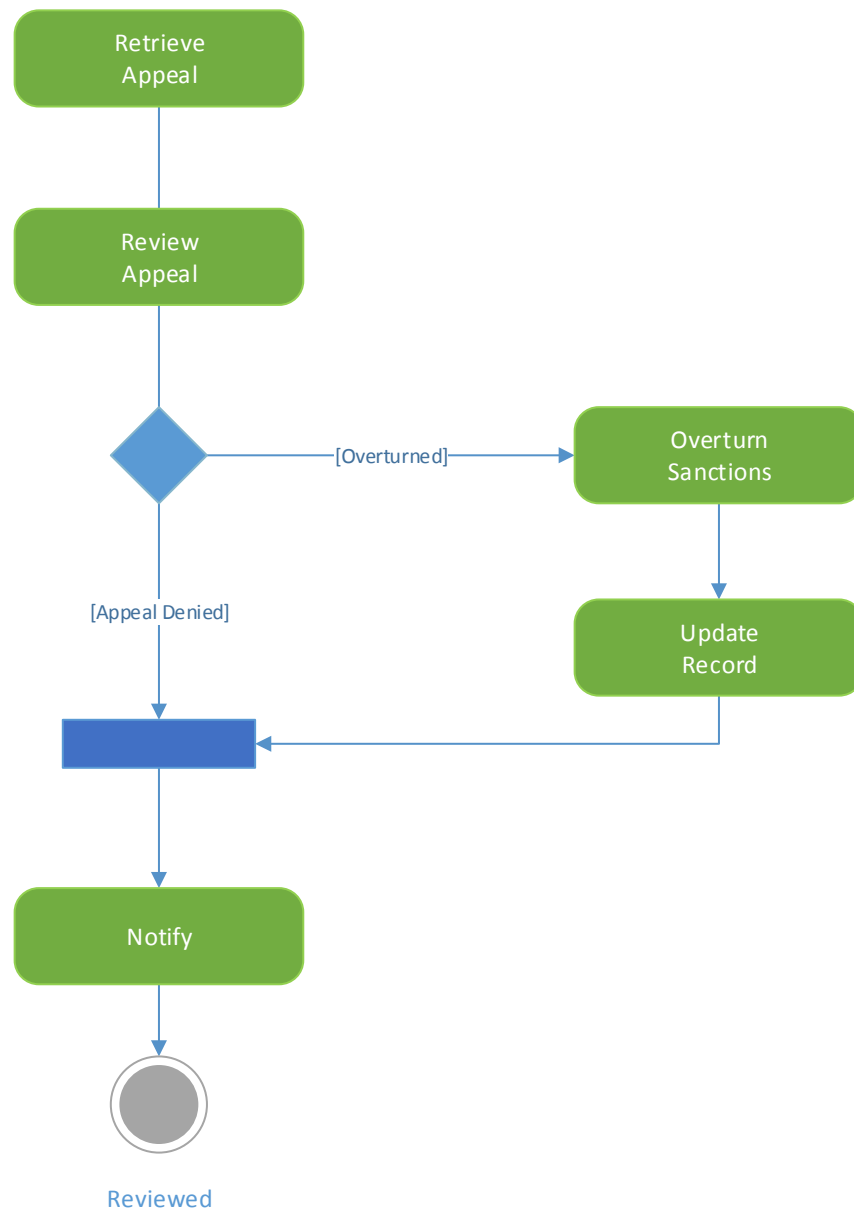 Retrieve
Appeal
Review
Appeal
[Overturned]
Overturn
Sanctions
[Appeal Denied]
Update
Record
Notify
Reviewed